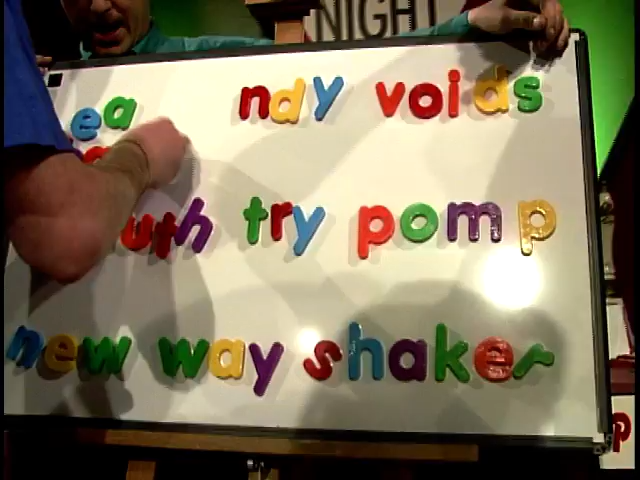 NIGHT
ea ndy voids
uth try pomp
new way shaker
p